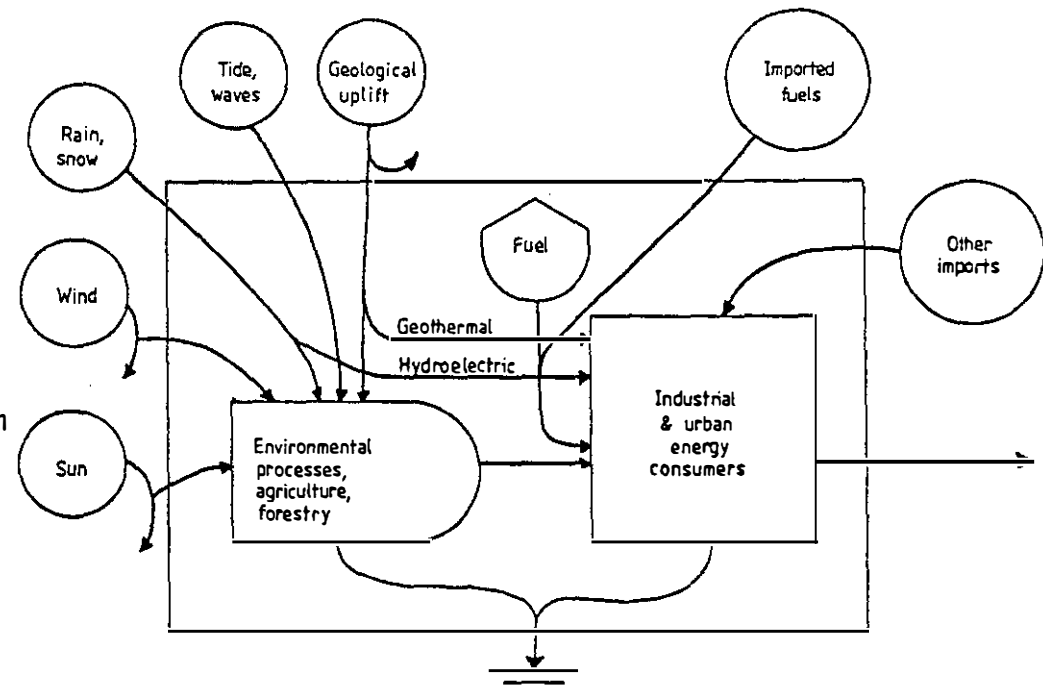 Tide,
waves
Geological
uplift
Imported
fuels
Rain,
snow
Fuel
Other
imports
Wind
Geothermal
Hydroelectric
Industrial
& urban
energy
consumers
Sun
Environmental
processes,
agriculture,
forestry